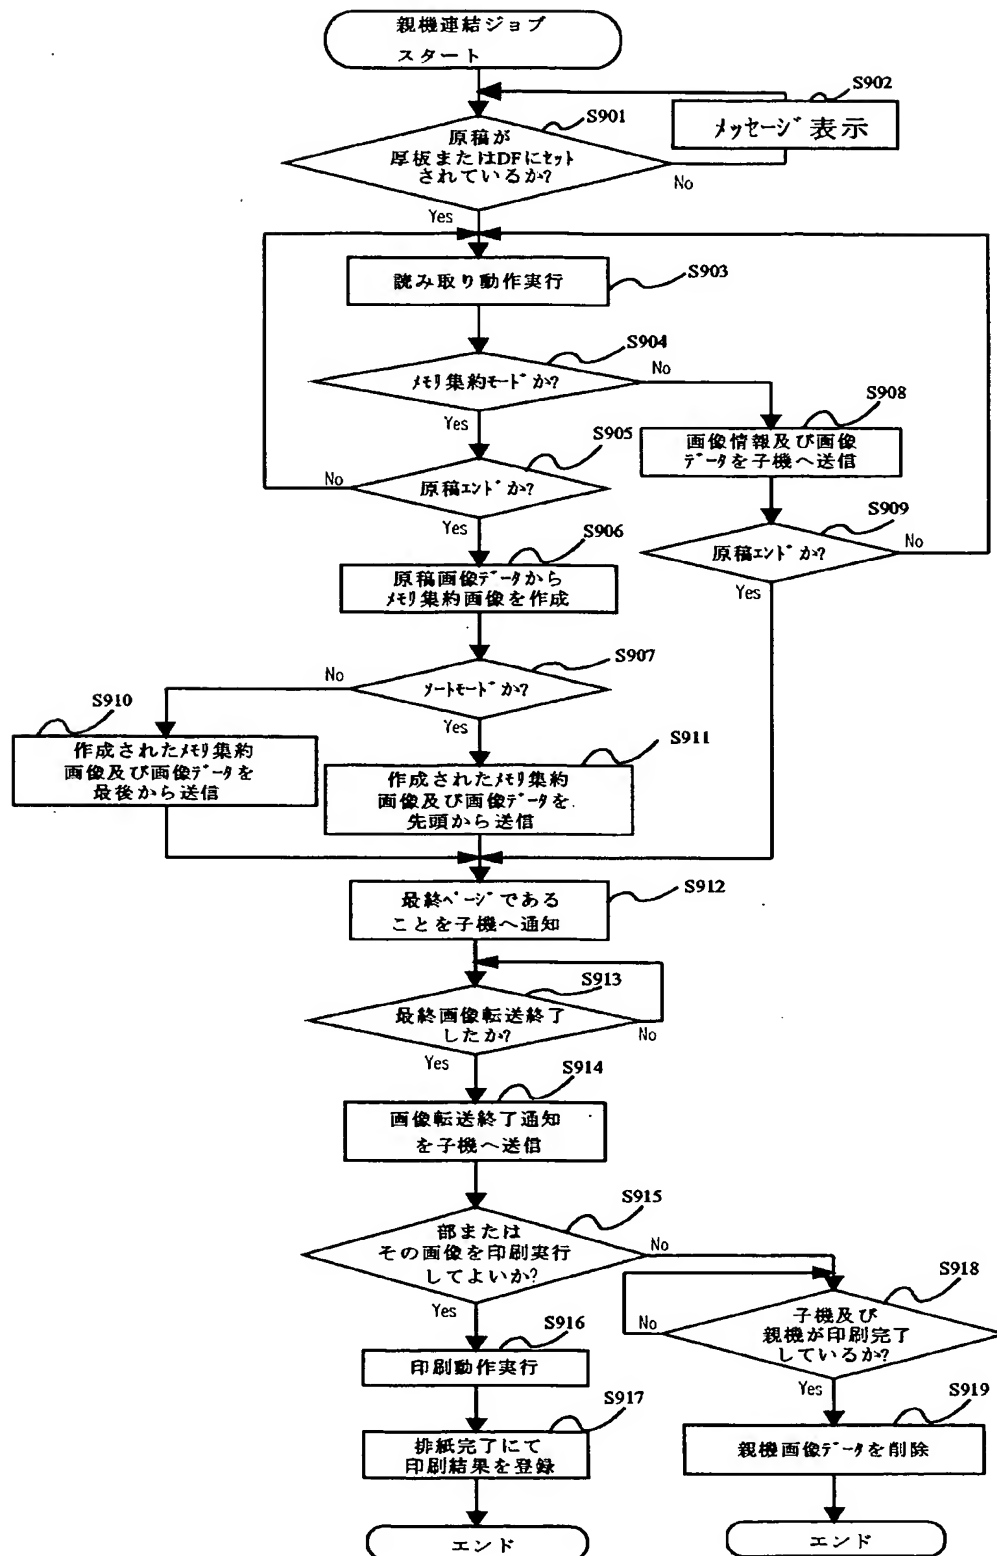 親機連結ジョブ
スタート
S902
メッセージ表示
S901
原稿が
厚板またはDFにセット
されているか?
No
Yes
S903
読み取り動作実行
S904
メモリ集約モードか?
No
Yes
S908
画像情報及び画像
データを子機へ送信
S905
原稿エンドか?
No
Yes
S909
原稿エンドか?
No
Yes
S906
原稿画像データから
メモリ集約画像を作成
S907
ソートモードか?
No
Yes
S910
作成されたメモリ集約
画像及び画像データを
最後から送信
S911
作成されたメモリ集約
画像及び画像データを
先頭から送信
S912
最終ページである
ことを子機へ通知
S913
最終画像転送終了
したか?
No
Yes
S914
画像転送終了通知
を子機へ送信
S915
部または
その画像を印刷実行
してよいか?
No
Yes
S916
印刷動作実行
S917
排紙完了にて
印刷結果を登録
エンド
S918
子機及び
親機が印刷完了
しているか?
No
Yes
S919
親機画像データを削除
エンド